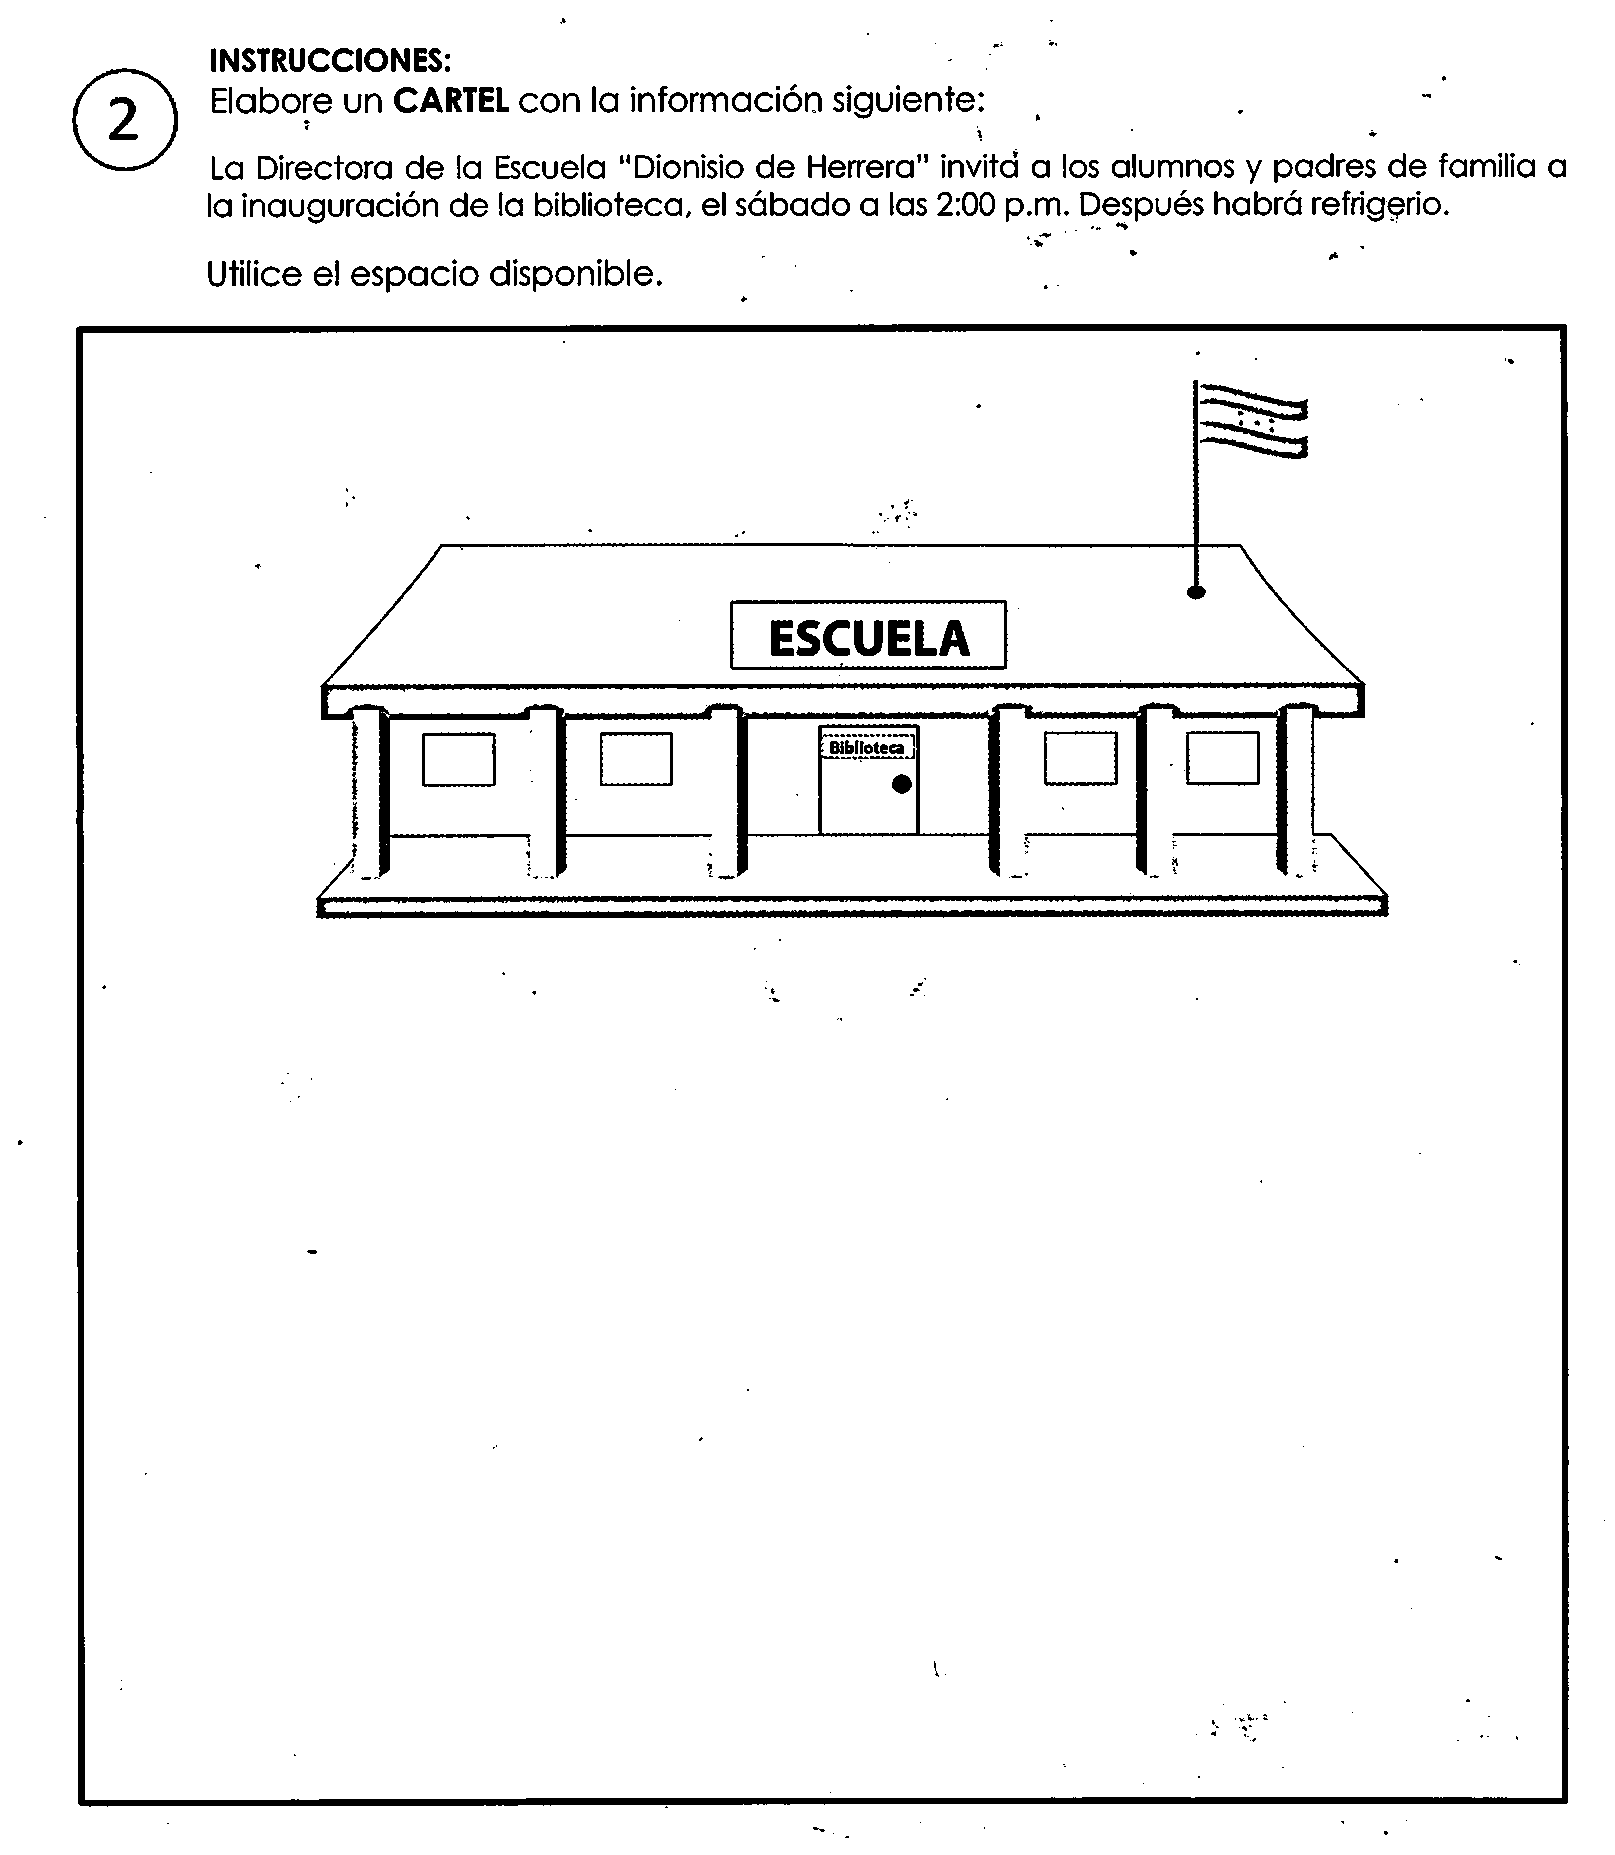 INSTRUCCIONES:
2
Elabore un CARTEL con la información siguiente:
La Directora de la Escuela "Dionisio de Herrera" invita a los alumnos y padres de familia a
la inauguración de la biblioteca, el sábado a las 2:00 p.m. Después habrá refrigerio.
Utilice el espacio disponible.
ESCUELA
Biblioteca